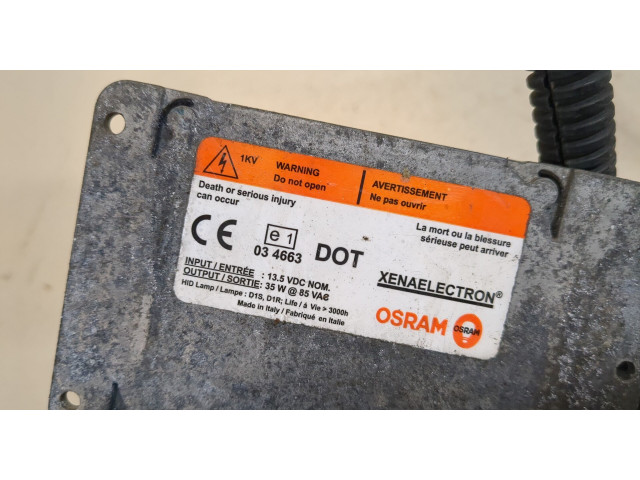 1KV
WARNING
Do not open
AVERTISSEMENT
Ne pas ouvrir
Death or serious injury
can occur
La mort ou la blessure
sérieuse peut arriver
CE
e 1
03 4663
DOT
INPUT / ENTRÉE : 13.5 VDC NOM.
OUTPUT / SORTIE: 35 W @ 85 VAC
HID Lamp / Lampe : D1S, D1R; Life / à Vie > 3000h
Made in Italy / Fabriqué en Italie
XENAELECTRON®
OSRAM
OSRAM